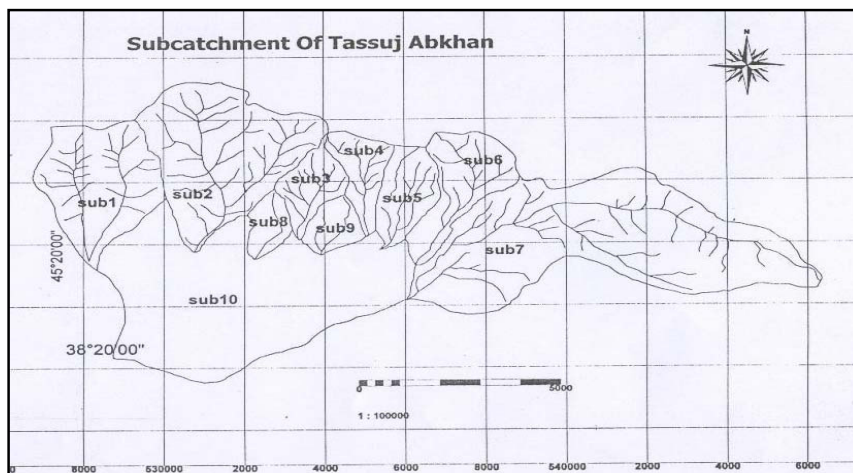 Subcatchment Of Tassuj Abkhan
N
sub4
sub6
sub3
sub1
sub2
sub5
sub8
sub9
sub7
45°20'00"
sub10
38°20'00"
0 5000
1 : 100000
0 8000 530000 2000 4000 6000 8000 540000 2000 4000 6000